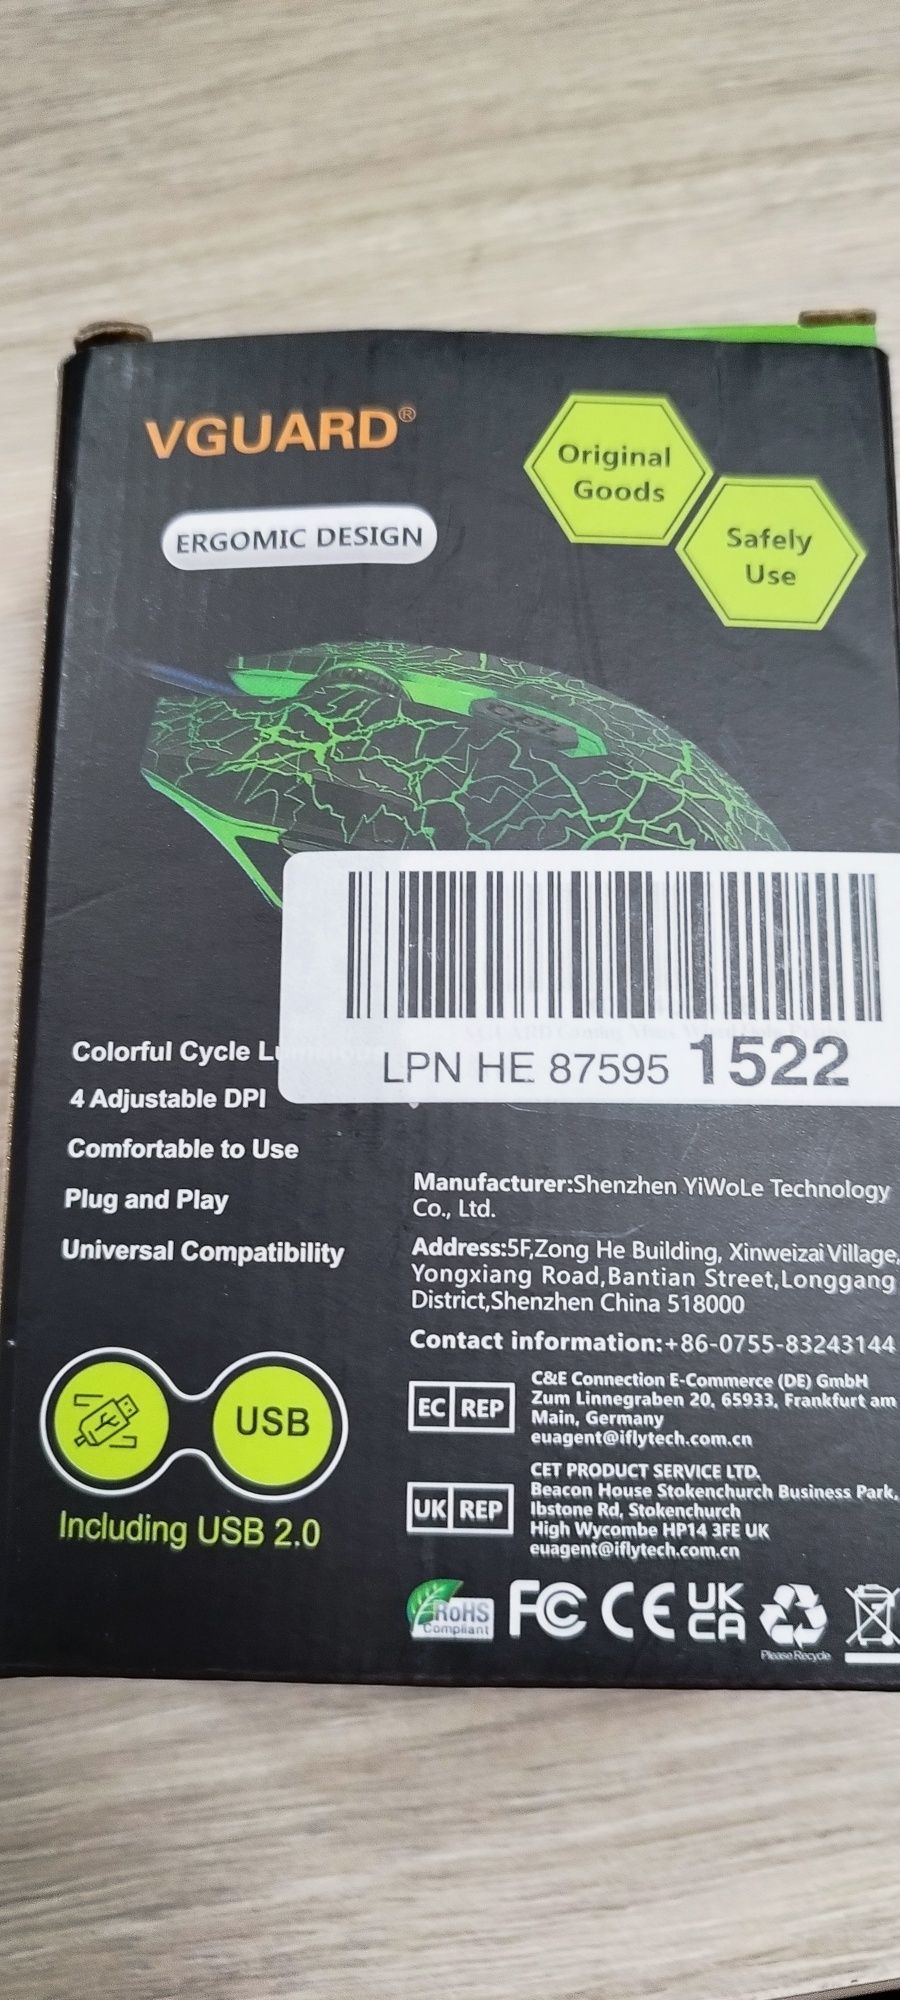 VGUARD®
Original
Goods
Safely
Use
ERGOMIC DESIGN
LPN HE 87595 1522
Colorful Cycle
4 Adjustable DPI
Comfortable to Use
Plug and Play
Universal Compatibility
Manufacturer:Shenzhen YiWoLe Technology
Co., Ltd.
Address:5F,Zong He Building, Xinweizai Village,
Yongxiang Road,Bantian Street,Longgang
District,Shenzhen China 518000
Contact information:+86-0755-83243144
EC REP
C&E Connection E-Commerce (DE) GmbH
Zum Linnegraben 20, 65933, Frankfurt am
Main, Germany
euagent@iflytech.com.cn
UK REP
CET PRODUCT SERVICE LTD.
Beacon House Stokenchurch Business Park,
Ibstone Rd, Stokenchurch
High Wycombe HP14 3FE UK
euagent@iflytech.com.cn
USB
Including USB 2.0
RoHS
Compliant
FC CE UK
CA
Please Recycle